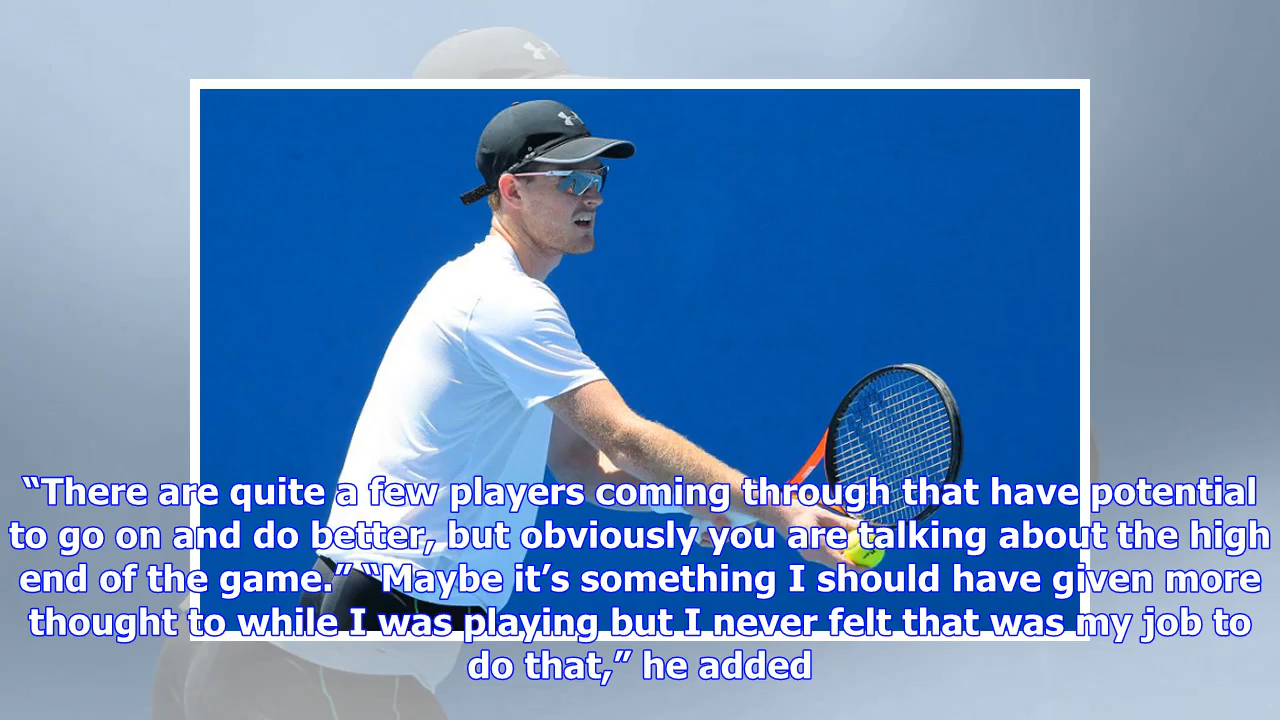 “There are quite a few players coming through that have potential
to go on and do better, but obviously you are talking about the high
end of the game.” “Maybe it’s something I should have given more
thought to while I was playing but I never felt that was my job to
do that,” he added